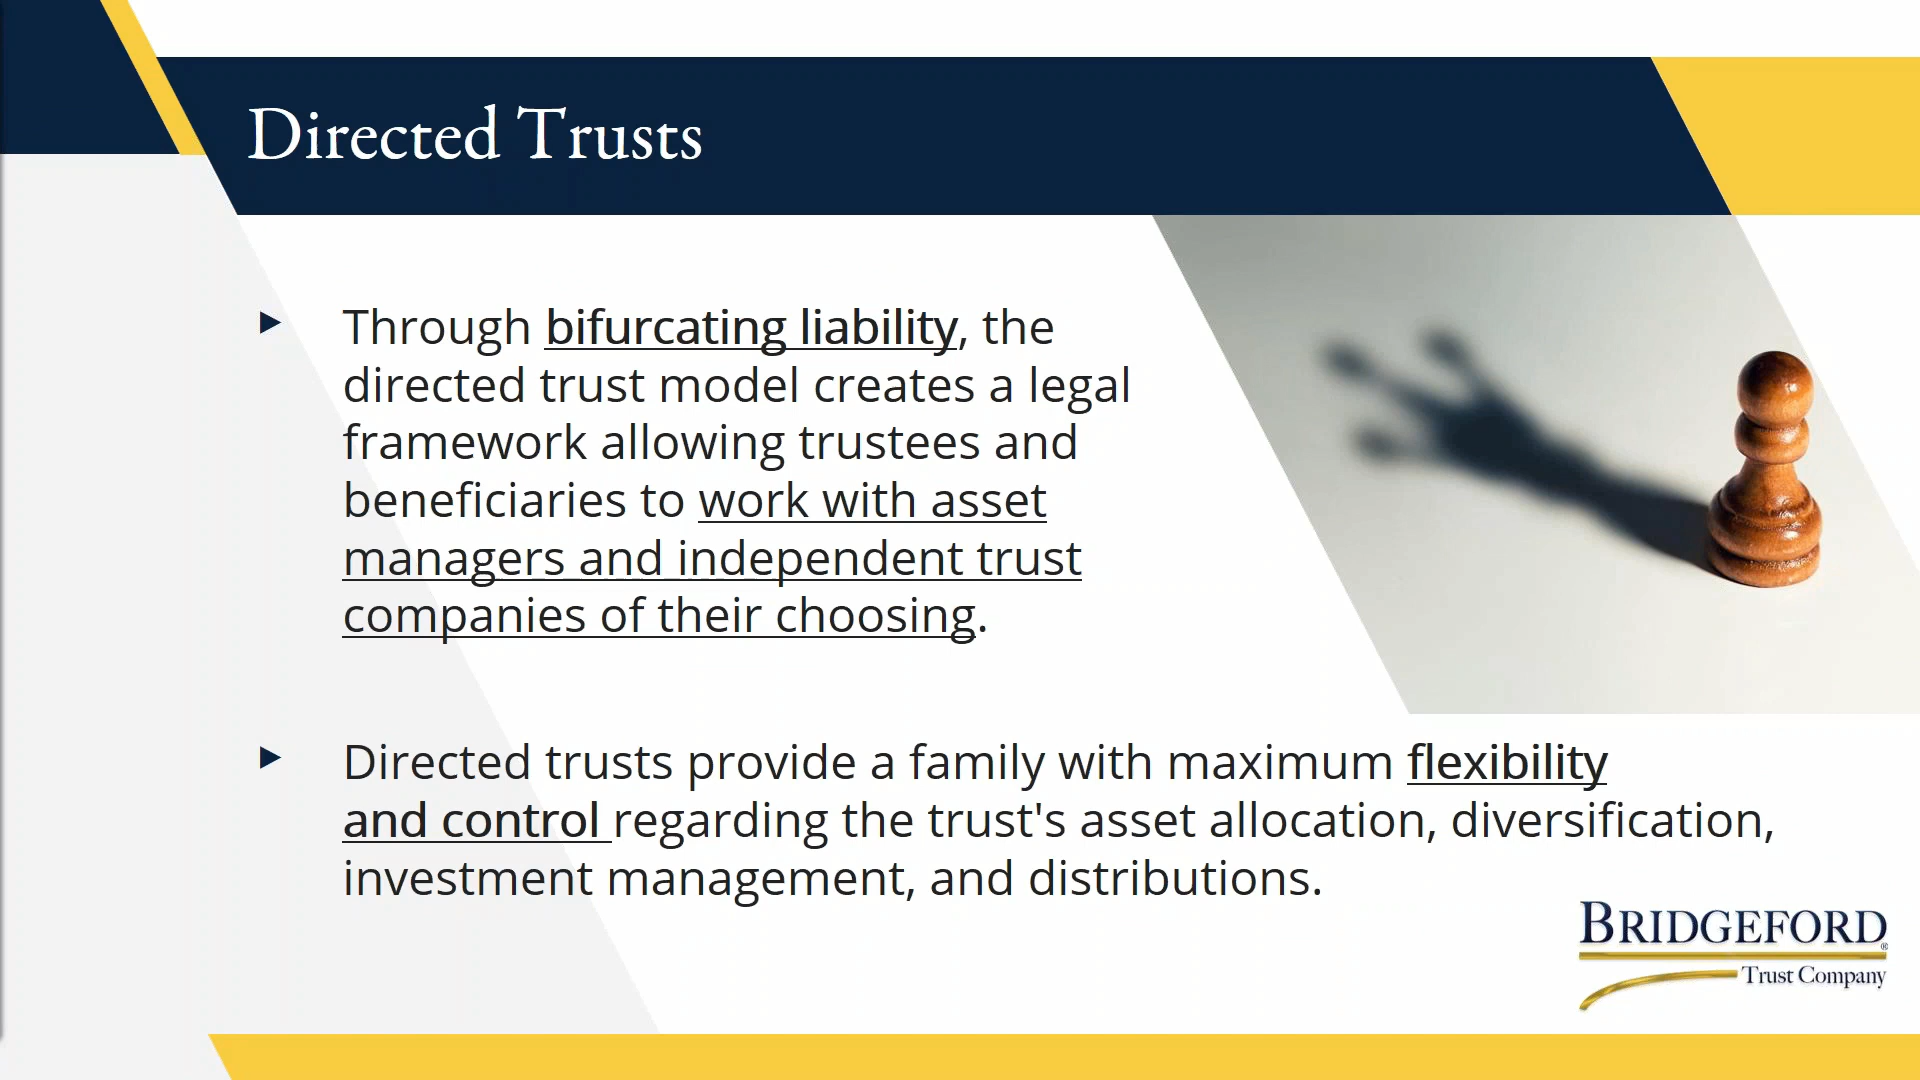 Directed Trusts
Through bifurcating liability, the
directed trust model creates a legal
framework allowing trustees and
beneficiaries to work with asset
managers and independent trust
companies of their choosing.
Directed trusts provide a family with maximum flexibility
and control regarding the trust's asset allocation, diversification,
investment management, and distributions.
BRIDGEFORD®
Trust Company